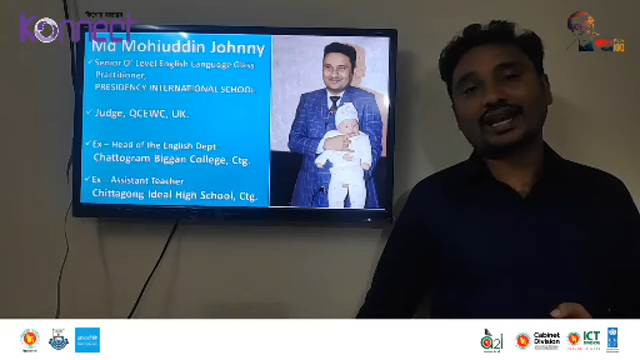 Konnect
Md Mohiuddin Johnny
Senior O' Level English Language Class
Practitioner,
PRESIDENCY INTERNATIONAL SCHOOL.
Judge, QCEWC, UK.
Ex – Head of the English Dept.
Chattogram Biggan College, Ctg.
Ex – Assistant Teacher
Chittagong Ideal High School, Ctg.
unicef
a2i
Cabinet
Division
ICT
DIVISION